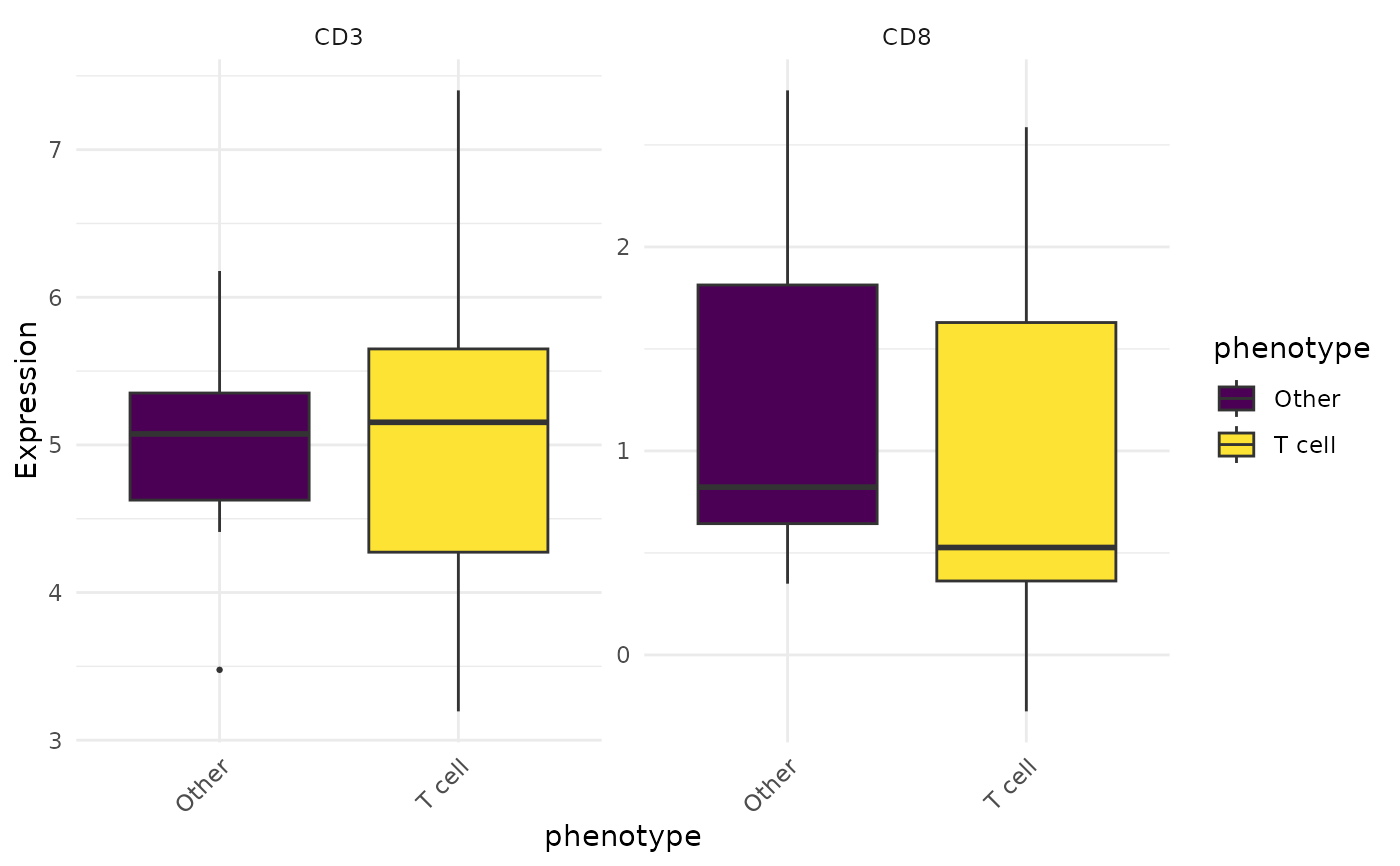 CD3
CD8
Expression
7
6
5
4
3
2
1
0
Other
T cell
Other
T cell
phenotype
phenotype
Other
T cell